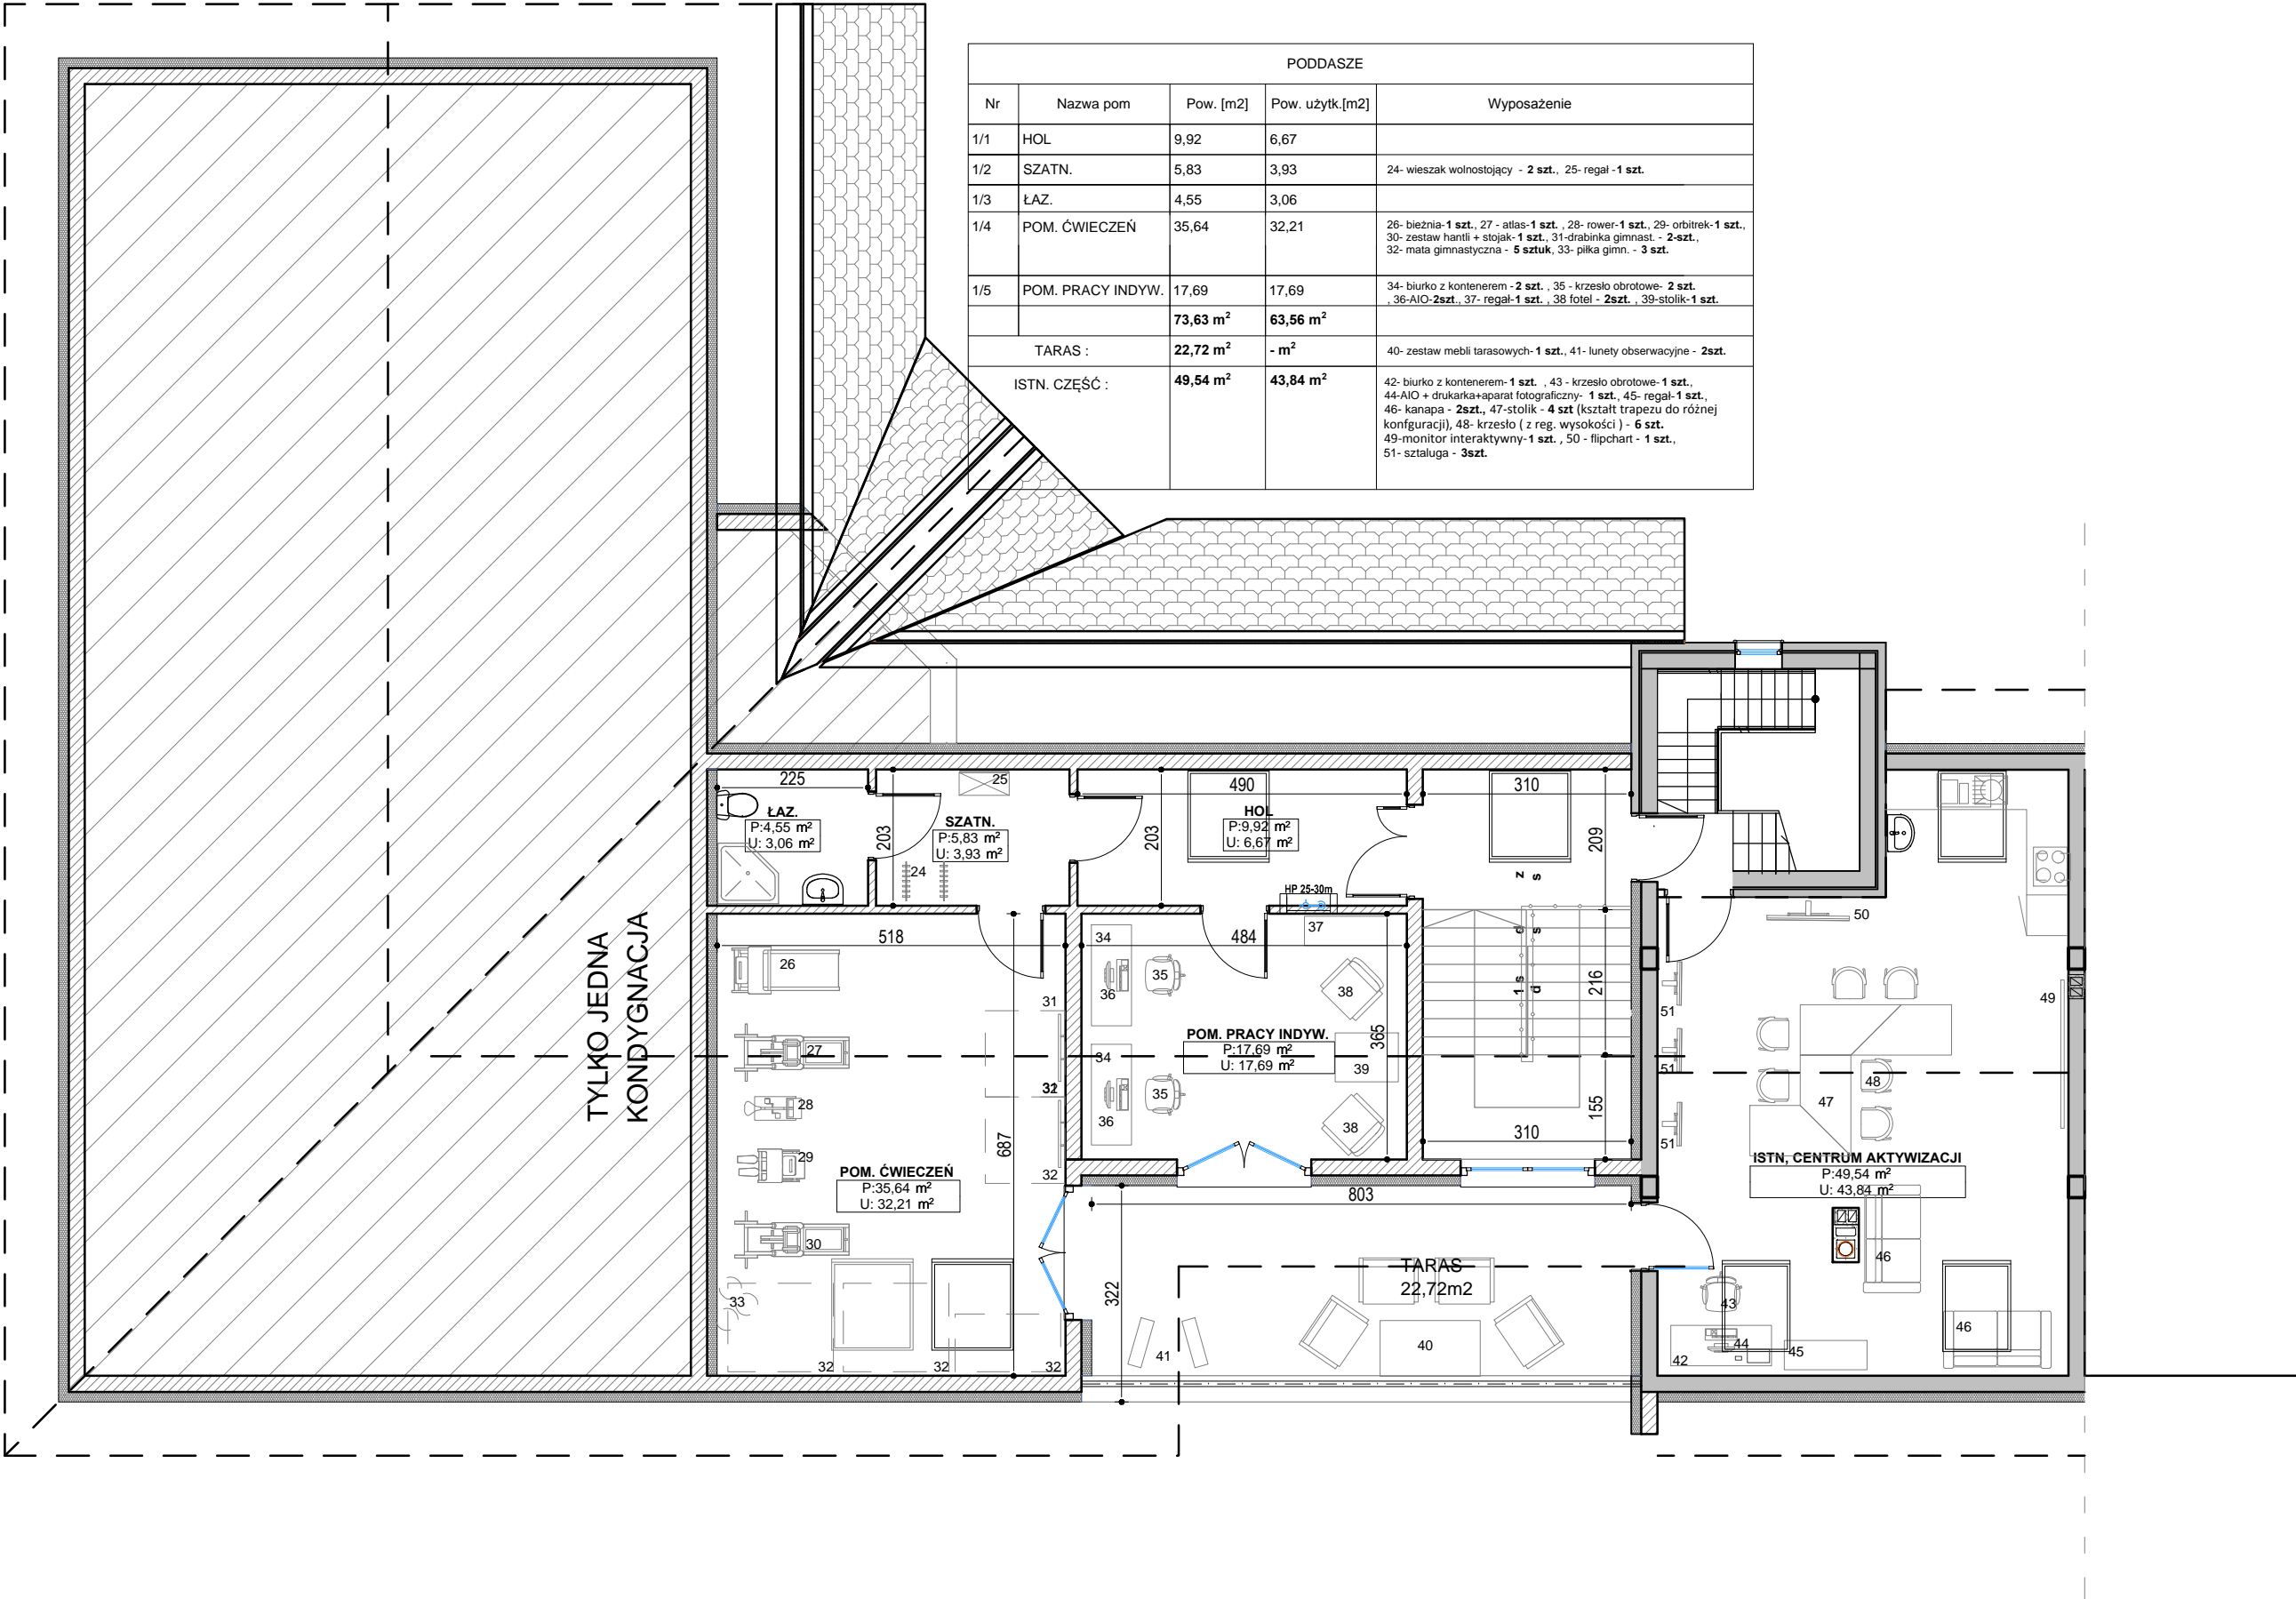 PODDASZE
Nr Nazwa pom Pow. [m2] Pow. użytk.[m2] Wyposażenie
1/1 HOL 9,92 6,67
1/2 SZATN. 5,83 3,93 24- wieszak wolnostojący - 2 szt., 25- regał -1 szt.
1/3 ŁAZ. 4,55 3,06
1/4 POM. ĆWIECZEŃ 35,64 32,21 26- bieżnia-1 szt., 27 - atlas-1 szt. , 28- rower-1 szt., 29- orbitrek-1 szt.,
30- zestaw hantli + stojak-1 szt., 31-drabinka gimnast. - 2-szt.,
32- mata gimnastyczna - 5 sztuk, 33- piłka gimn. - 3 szt.
1/5 POM. PRACY INDYW. 17,69 17,69 34- biurko z kontenerem - 2 szt. , 35 - krzesło obrotowe- 2 szt.
, 36-AIO-2szt., 37- regał-1 szt. , 38 fotel - 2szt. , 39-stolik-1 szt.
73,63 m² 63,56 m²
TARAS : 22,72 m² - m² 40- zestaw mebli tarasowych-1 szt., 41- lunety obserwacyjne - 2szt.
ISTN. CZĘŚĆ : 49,54 m² 43,84 m² 42- biurko z kontenerem-1 szt. , 43 - krzesło obrotowe-1 szt.,
44-AIO + drukarka+aparat fotograficzny- 1 szt., 45- regał-1 szt.,
46- kanapa - 2szt., 47-stolik - 4 szt (kształt trapezu do różnej
konfguracji), 48- krzesło ( z reg. wysokości ) - 6 szt.
49-monitor interaktywny-1 szt. , 50 - flipchart - 1 szt.,
51- sztaluga - 3szt.
225
25
490
310
ŁAZ.
P:4,55 m²
U: 3,06 m²
203
SZATN.
P:5,83 m²
U: 3,93 m²
203
HOL
P:9,92 m²
U: 6,67 m²
209
24
HP 25-30m
z
s
50
TYLKO JEDNA
KONDYGNACJA
518
34
484
37
d
s
26
35
36
38
1 s
d
216
49
31
51
POM. PRACY INDYW.
P:17,69 m²
U: 17,69 m²
365
27
34
39
51
31
32
28
35
36
38
155
310
48
47
51
687
29
32
POM. ĆWIECZEŃ
P:35,64 m²
U: 32,21 m²
ISTN, CENTRUM AKTYWIZACJI
P:49,54 m²
U: 43,84 m²
803
30
46
33
322
TARAS
22,72m2
43
46
41
40
44
45
42
32
32
32